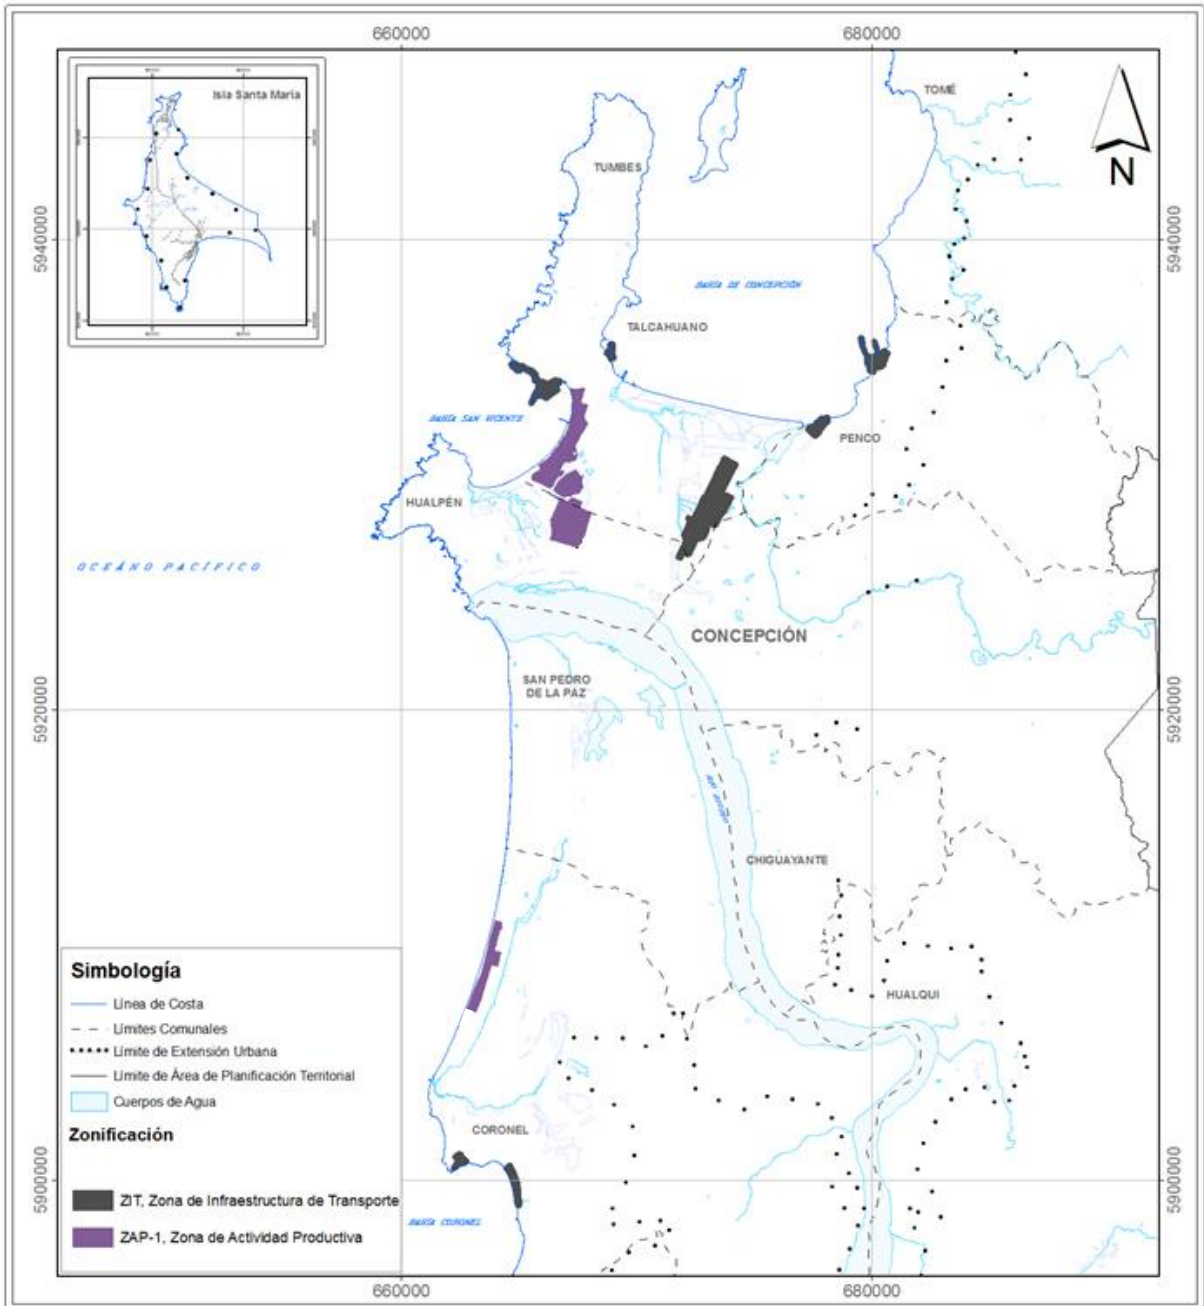 660000
680000
Isla Santa María
TOMÉ
N
TUMBES
5940000
5940000
BAHÍA DE CONCEPCIÓN
TALCAHUANO
BAHÍA SAN VICENTE
PENCO
HUALPÉN
OCEÁNO PACÍFICO
CONCEPCIÓN
SAN PEDRO
DE LA PAZ
5920000
5920000
CHIGUAYANTE
HUALQUI
Simbología
Línea de Costa
Límites Comunales
Límite de Extensión Urbana
Límite de Área de Planificación Territorial
Cuerpos de Agua
Zonificación
ZIT, Zona de Infraestructura de Transporte
ZAP-1, Zona de Actividad Productiva
CORONEL
5900000
5900000
BAHÍA CORONEL
660000
680000